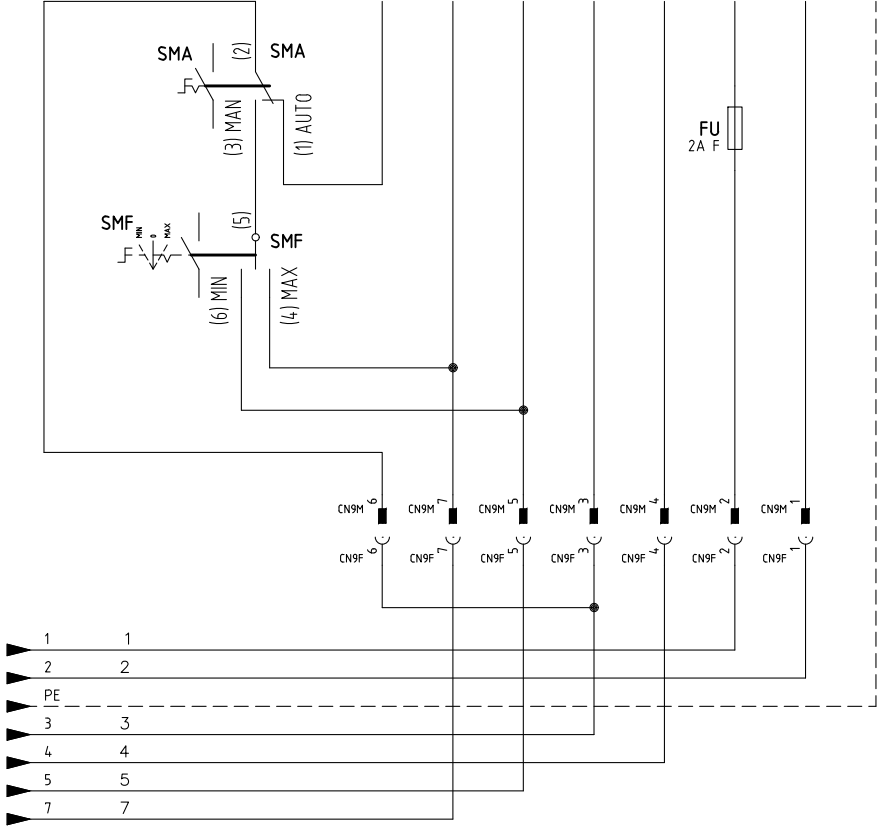 SMA
(2)
SMA
(3) MAN
(1) AUTO
FU
2A F
SMF
MIN
0
MAX
(5)
SMF
(6) MIN
(4) MAX
CN9M 6
CN9M 7
CN9M 5
CN9M 3
CN9M 4
CN9M 2
CN9M 1
CN9F 6
CN9F 7
CN9F 5
CN9F 3
CN9F 4
CN9F 2
CN9F 1
1 1
2 2
PE
3 3
4 4
5 5
7 7